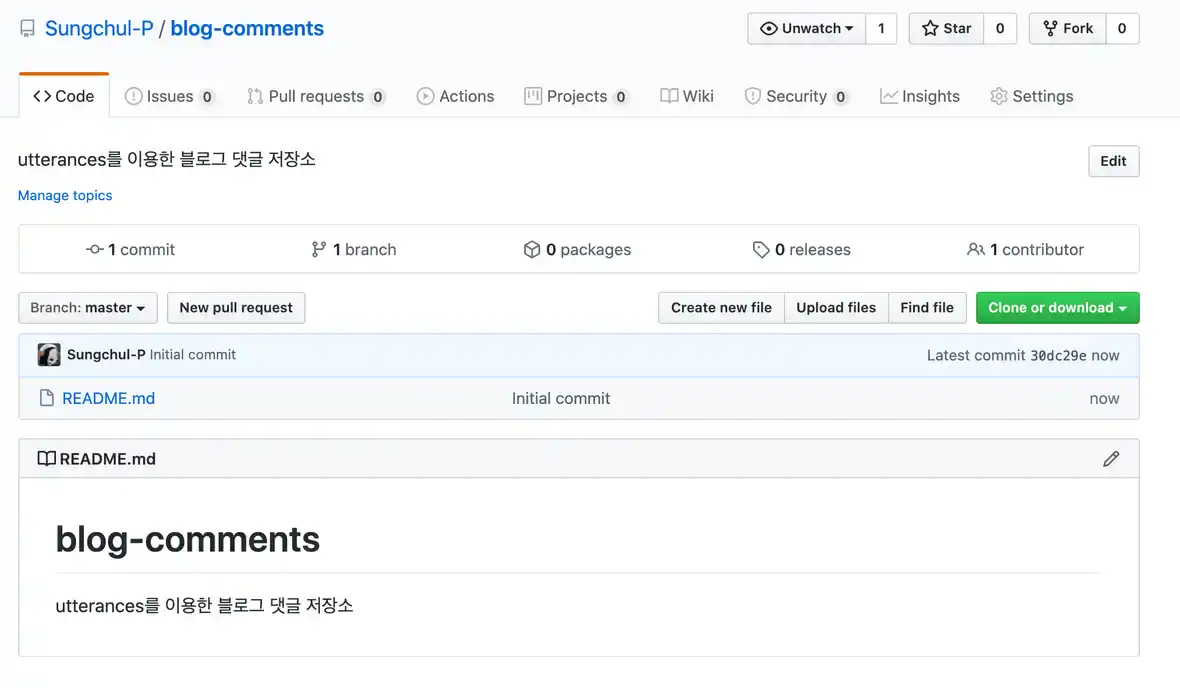 Sungchul-P / blog-comments Unwatch 1 Star 0 Fork 0
Code Issues 0 Pull requests 0 Actions Projects 0 Wiki Security 0 Insights Settings
utterances를 이용한 블로그 댓글 저장소 Edit
Manage topics
1 commit 1 branch 0 packages 0 releases 1 contributor
Branch: master New pull request Create new file Upload files Find file Clone or download
Sungchul-P Initial commit Latest commit 30dc29e now
README.md Initial commit now
README.md
blog-comments
utterances를 이용한 블로그 댓글 저장소